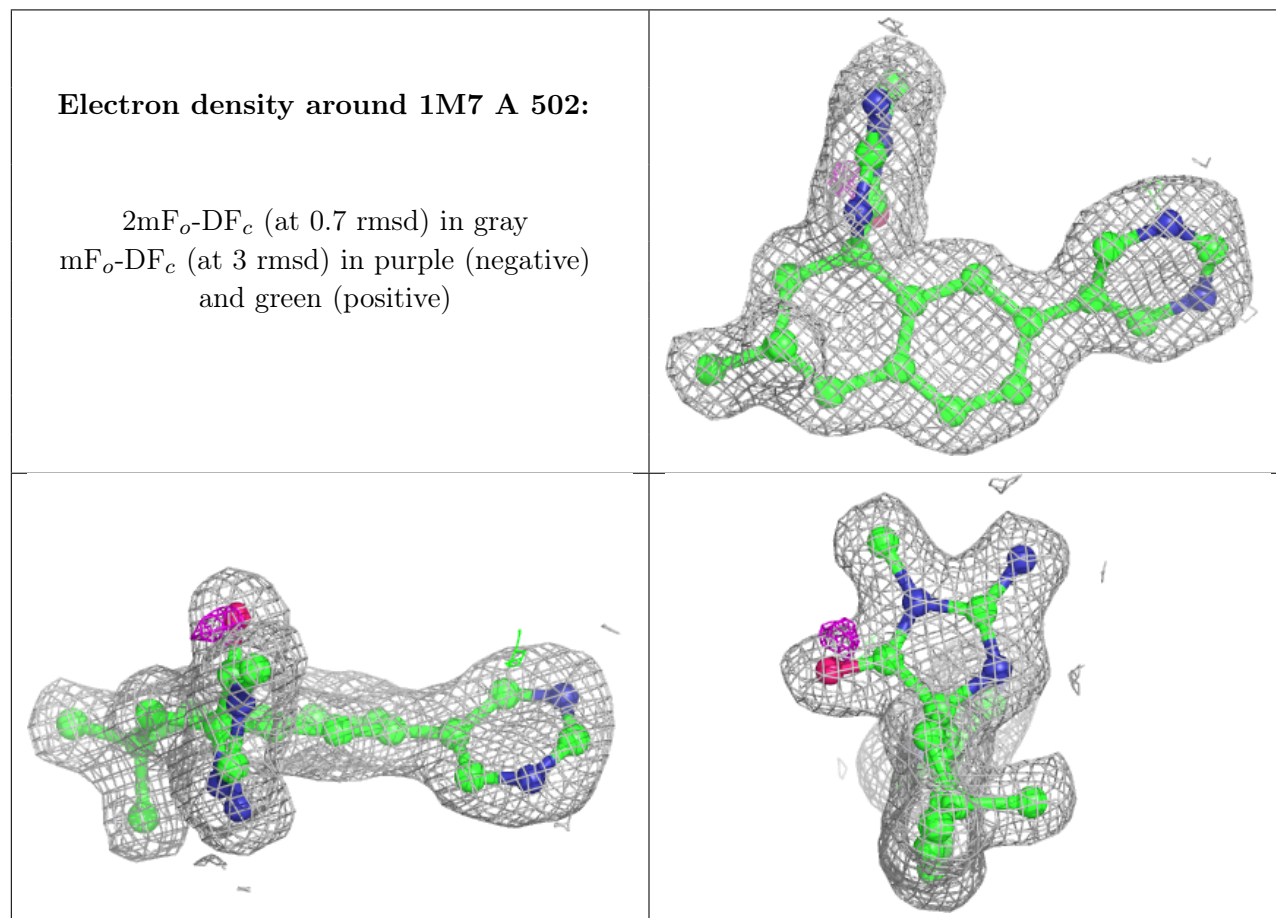 Electron density around 1M7 A 502:
2mFo-DFc (at 0.7 rmsd) in gray
mFo-DFc (at 3 rmsd) in purple (negative)
and green (positive)